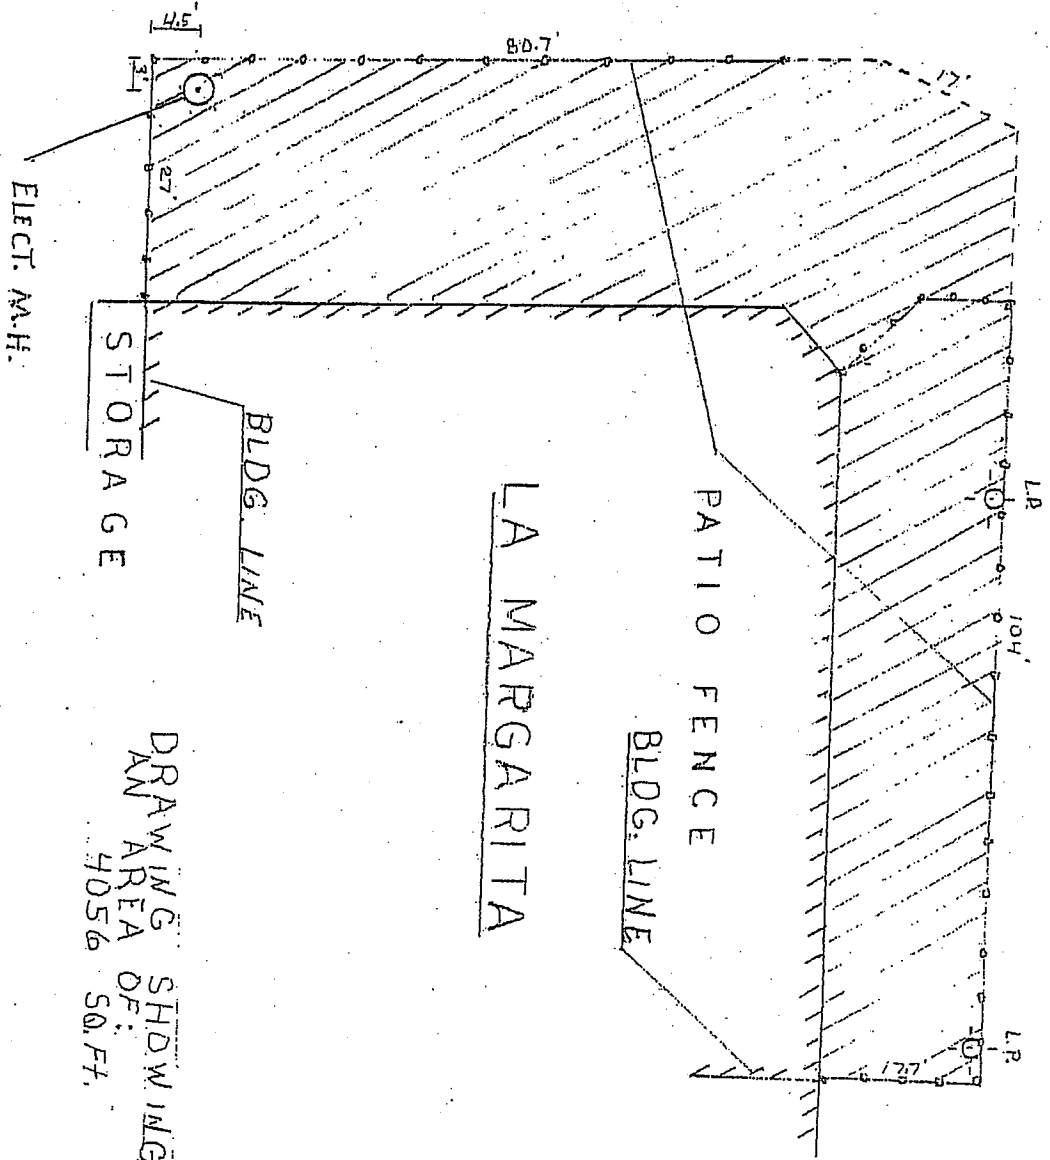 4.5'
3'
80.7'
17'
27'
ELECT. M.H.
STORAGE
BLDG. LINE
LA MARGARITA
PATIO FENCE
BLDG. LINE
L.P.
104'
L.P.
17.7'
DRAWING SHOWING
AN AREA OF:
4056 SQ.Ft.